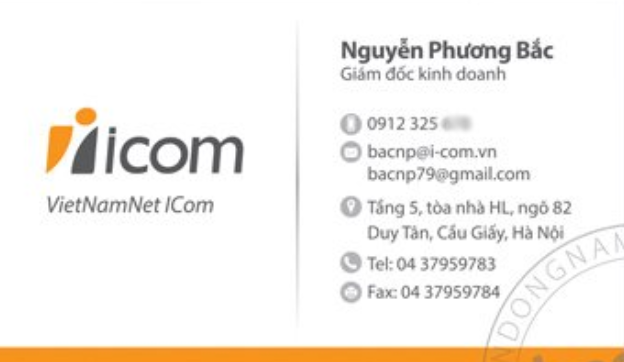 icom
VietNamNet ICom
Nguyễn Phương Bắc
Giám đốc kinh doanh
0912 325
bacnp@i-com.vn
bacnp79@gmail.com
Tầng 5, tòa nhà HL, ngõ 82
Duy Tân, Cầu Giấy, Hà Nội
Tel: 04 37959783
Fax: 04 37959784